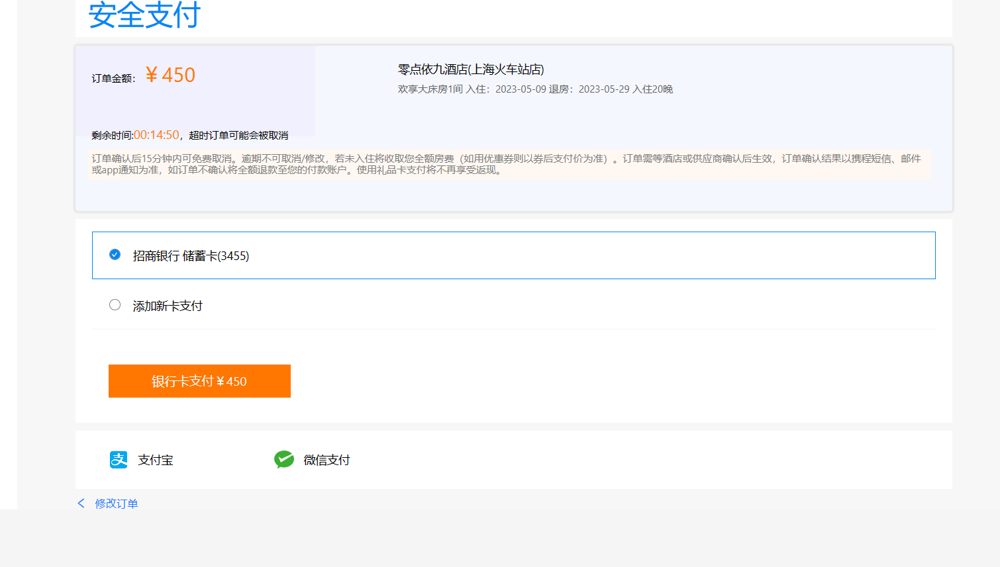 安全支付
订单金额： ¥ 450
零点依九酒店(上海火车站店)
欢享大床房1间 入住：2023-05-09 退房：2023-05-29 入住20晚
剩余时间:00:14:50，超时订单可能会被取消
订单确认后15分钟内可免费取消。逾期不可取消/修改，若未入住将收取您全额房费（如用优惠券则以券后支付价为准）。订单需等酒店或供应商确认后生效，订单确认结果以携程短信、邮件
或app通知为准，如订单不确认将全额退款至您的付款账户。使用礼品卡支付将不再享受返现。
招商银行 储蓄卡(3455)
添加新卡支付
银行卡支付 ¥ 450
支付宝
微信支付
修改订单